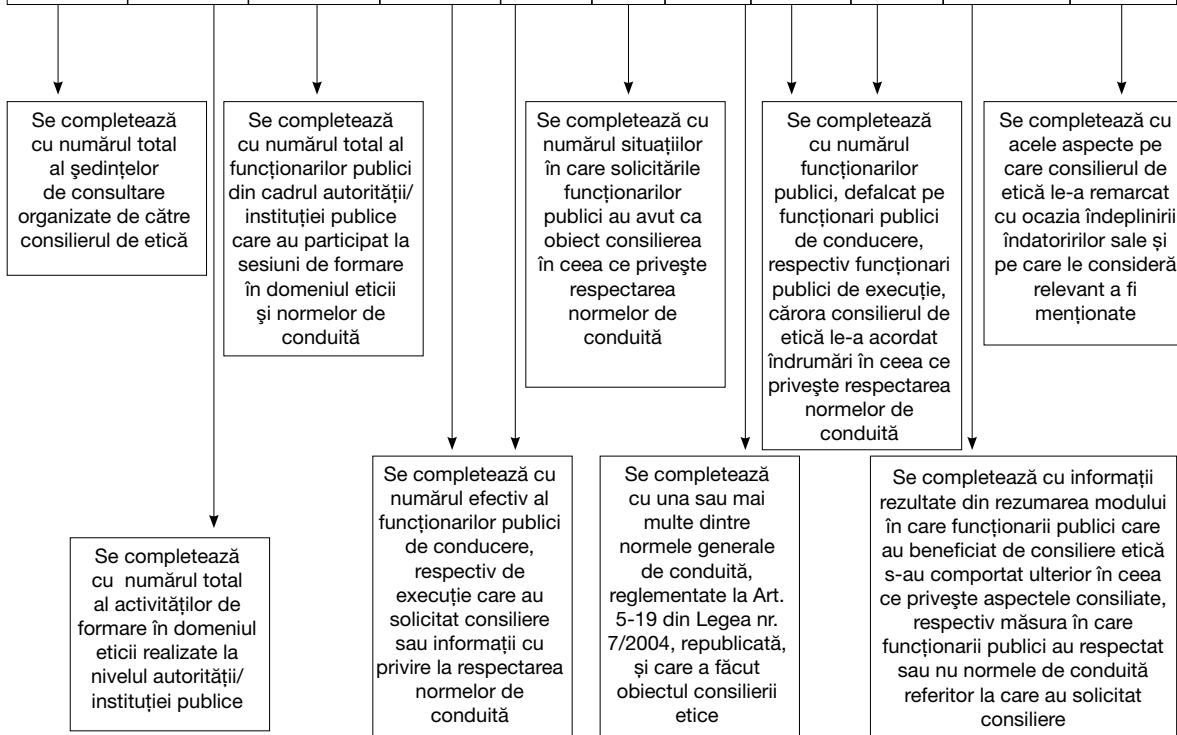 Se completează
cu numărul total
al ședințelor
de consultare
organizate de către
consilierul de etică
Se completează
cu numărul total al
funcționarilor publici
din cadrul autorității/
instituției publice
care au participat la
sesiuni de formare
în domeniul eticii
şi normelor de
conduită
Se completează cu
numărul situațiilor
în care solicitările
funcționarilor
publici au avut ca
obiect consilierea
în ceea ce privește
respectarea
normelor de
conduită
Se completează
cu numărul
funcționarilor
publici, defalcat pe
funcționari publici
de conducere,
respectiv funcționari
publici de execuție,
cărora consilierul de
etică le-a acordat
îndrumări în ceea ce
privește respectarea
normelor de
conduită
Se completează cu
acele aspecte pe
care consilierul de
etică le-a remarcat
cu ocazia îndeplinirii
îndatoririlor sale și
pe care le consideră
relevant a fi
menționate
Se completează
cu numărul total
al activităților de
formare în domeniul
eticii realizate la
nivelul autorității/
instituției publice
Se completează cu
numărul efectiv al
funcționarilor publici
de conducere,
respectiv de
execuție care au
solicitat consiliere
sau informații cu
privire la respectarea
normelor de
conduită
Se completează
cu una sau mai
multe dintre
normele generale
de conduită,
reglementate la Art.
5-19 din Legea nr.
7/2004, republicată,
și care a făcut
obiectul consilierii
etice
Se completează cu informații
rezultate din rezumarea modului
în care funcționarii publici care
au beneficiat de consiliere etică
s-au comportat ulterior în ceea
ce privește aspectele consiliate,
respectiv măsura în care
funcționarii publici au respectat
sau nu normele de conduită
referitor la care au solicitat
consiliere